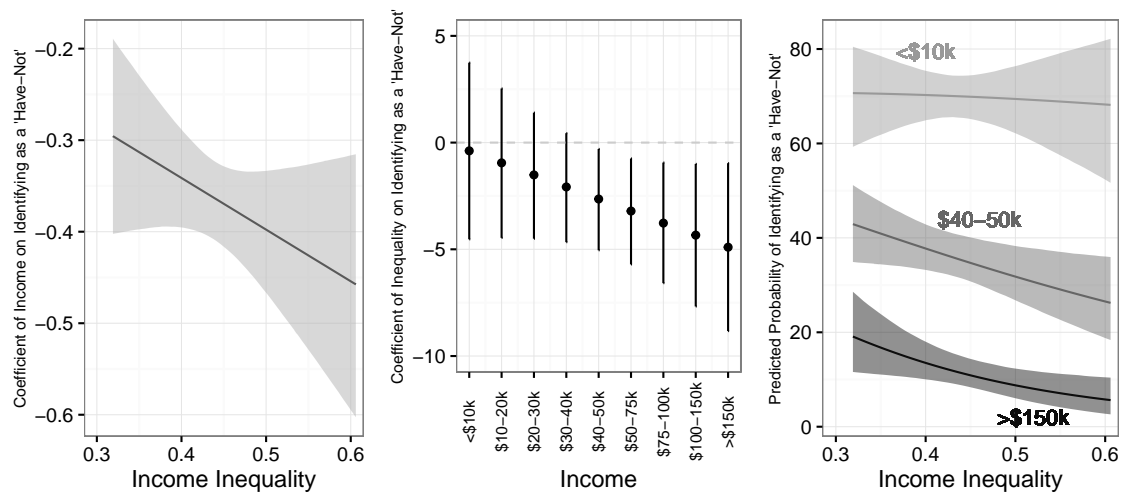 Coefficient of Income on Identifying as a 'Have−Not'
−0.2
−0.3
−0.4
−0.5
−0.6
0.3 0.4 0.5 0.6
Income Inequality
Coefficient of Inequality on Identifying as a 'Have−Not'
5
0
−5
−10
<$10k
$10−20k
$20−30k
$30−40k
$40−50k
$50−75k
$75−100k
$100−150k
>$150k
Income
Predicted Probability of Identifying as a 'Have−Not'
80
60
40
20
0
<$10k
$40−50k
>$150k
0.3 0.4 0.5 0.6
Income Inequality